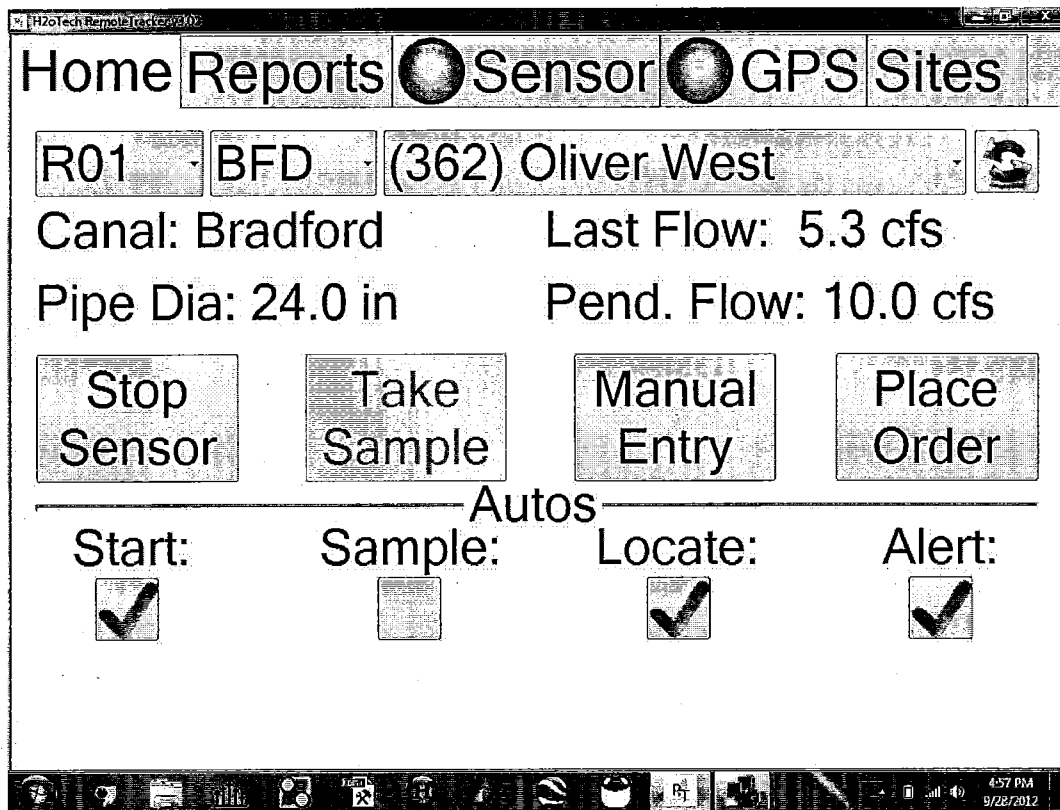 H2oTech RemoteTracker
Home Reports Sensor GPS Sites
R01 BFD (362) Oliver West
Canal: Bradford Last Flow: 5.3 cfs
Pipe Dia: 24.0 in Pend. Flow: 10.0 cfs
Stop Take Manual Place
Sensor Sample Entry Order
Autos
Start: Sample: Locate: Alert:
4:57 PM
9/28/2012